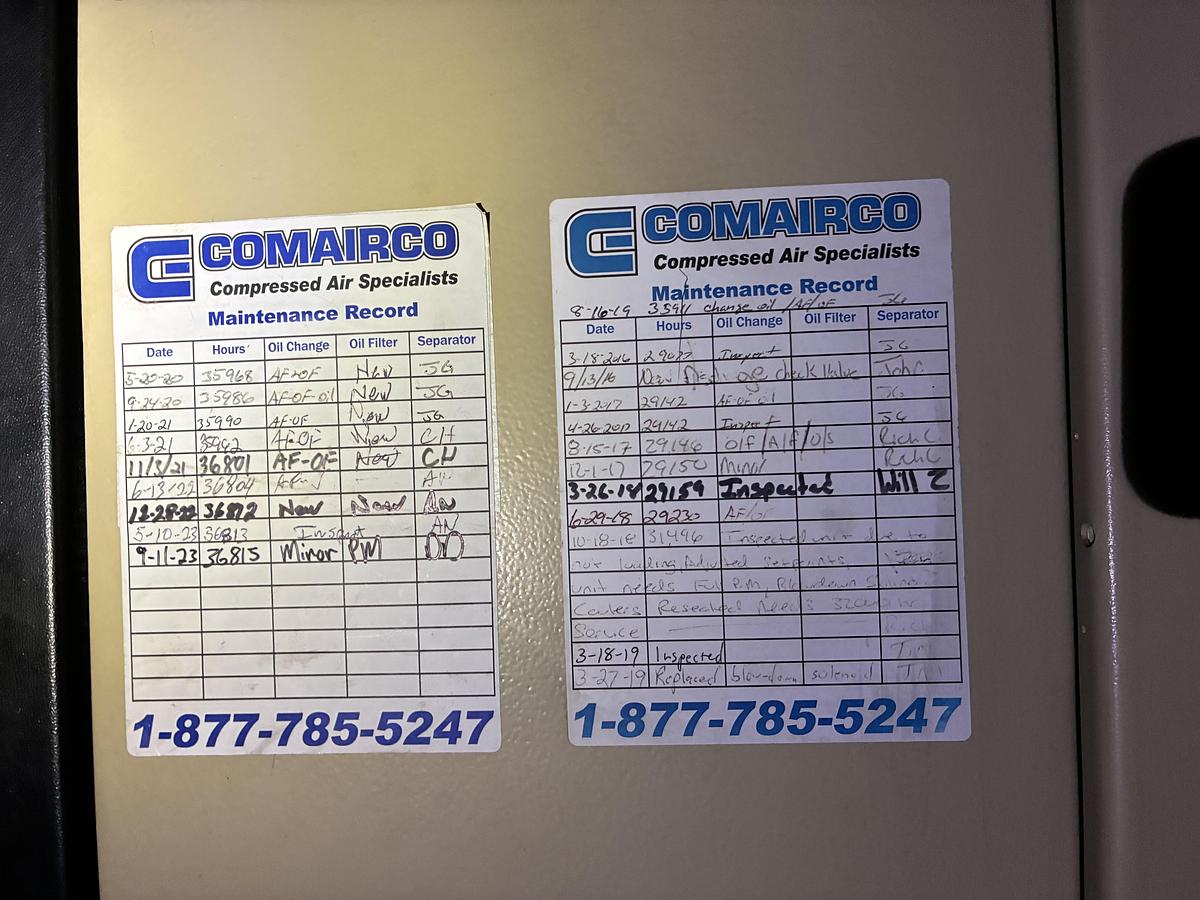 COMAIRCO
Compressed Air Specialists
Maintenance Record
Date Hours Oil Change Oil Filter Separator
5-20-20 35968 AF-OF New JG
9-24-20 35986 AF-OF-oil New JG
1-20-21 35990 AF-OF New JG
6-3-21 AF-OF New CH
11/3/21 36801 AF-OF New CH
6-13-22 36804
12-28-22 New New AN
5-10-23 36813 Inspect AN
9-11-23 36815 Minor PM
1-877-785-5247
COMAIRCO
Compressed Air Specialists
Maintenance Record
8-16-19 change oil /AF/OF JG
Date Hours Oil Change Oil Filter Separator
3-18-2016 Inspect JG
9/13/16 New check Valve John
1-3-2017 29142 AF-OF oil JG
4-26-2017 29142 Inspect JG
8-15-17 29146 O/F/A/F/O/S Rich C
12-1-17 29150 Minor Rich C
3-26-18 29159 Inspected Will Z
6-29-18 29230 AF/OF
10-18-18 31,496 Inspected unit due to
not loading, Adjusted setpoints,
unit needs Full P.M, Blowdown
Coolers Needs 32000 hr
Service Rich
3-18-19 Inspected Tim
3-27-19 Replaced blow-down solenoid Tim
1-877-785-5247